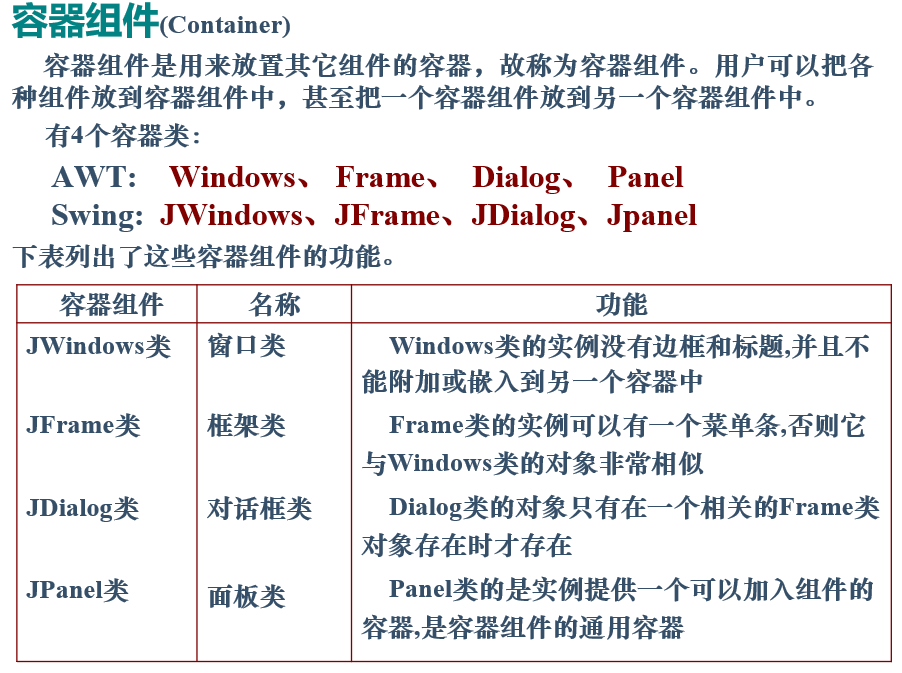 容器组件(Container)
容器组件是用来放置其它组件的容器，故称为容器组件。用户可以把各
种组件放到容器组件中，甚至把一个容器组件放到另一个容器组件中。
有4个容器类：
AWT: Windows、 Frame、 Dialog、 Panel
Swing: JWindows、JFrame、JDialog、Jpanel
下表列出了这些容器组件的功能。
容器组件 名称 功能
JWindows类 窗口类 Windows类的实例没有边框和标题,并且不
能附加或嵌入到另一个容器中
JFrame类 框架类 Frame类的实例可以有一个菜单条,否则它
与Windows类的对象非常相似
JDialog类 对话框类 Dialog类的对象只有在一个相关的Frame类
对象存在时才存在
JPanel类 面板类 Panel类的是实例提供一个可以加入组件的
容器,是容器组件的通用容器